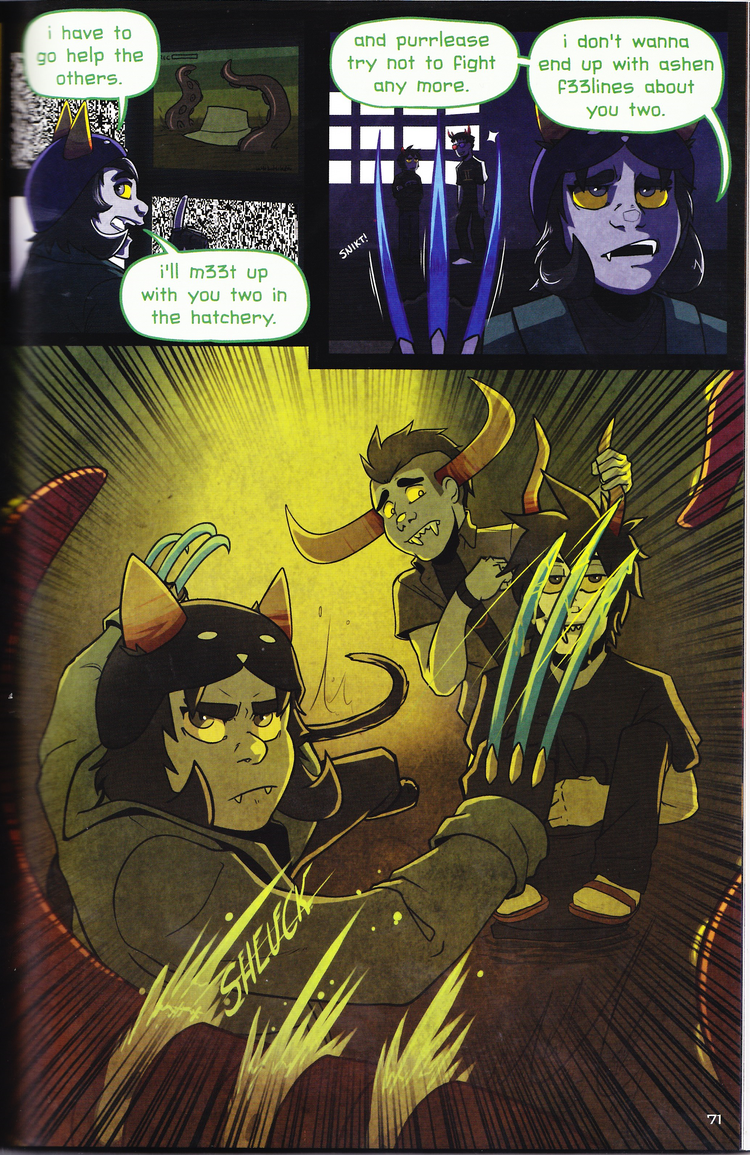 i have to
go help the
others.
i'll m33t up
with you two in
the hatchery.
and purrlease
try not to fight
any more.
i don't wanna
end up with ashen
f33lines about
you two.
SNIKT!
SHLUCK
71